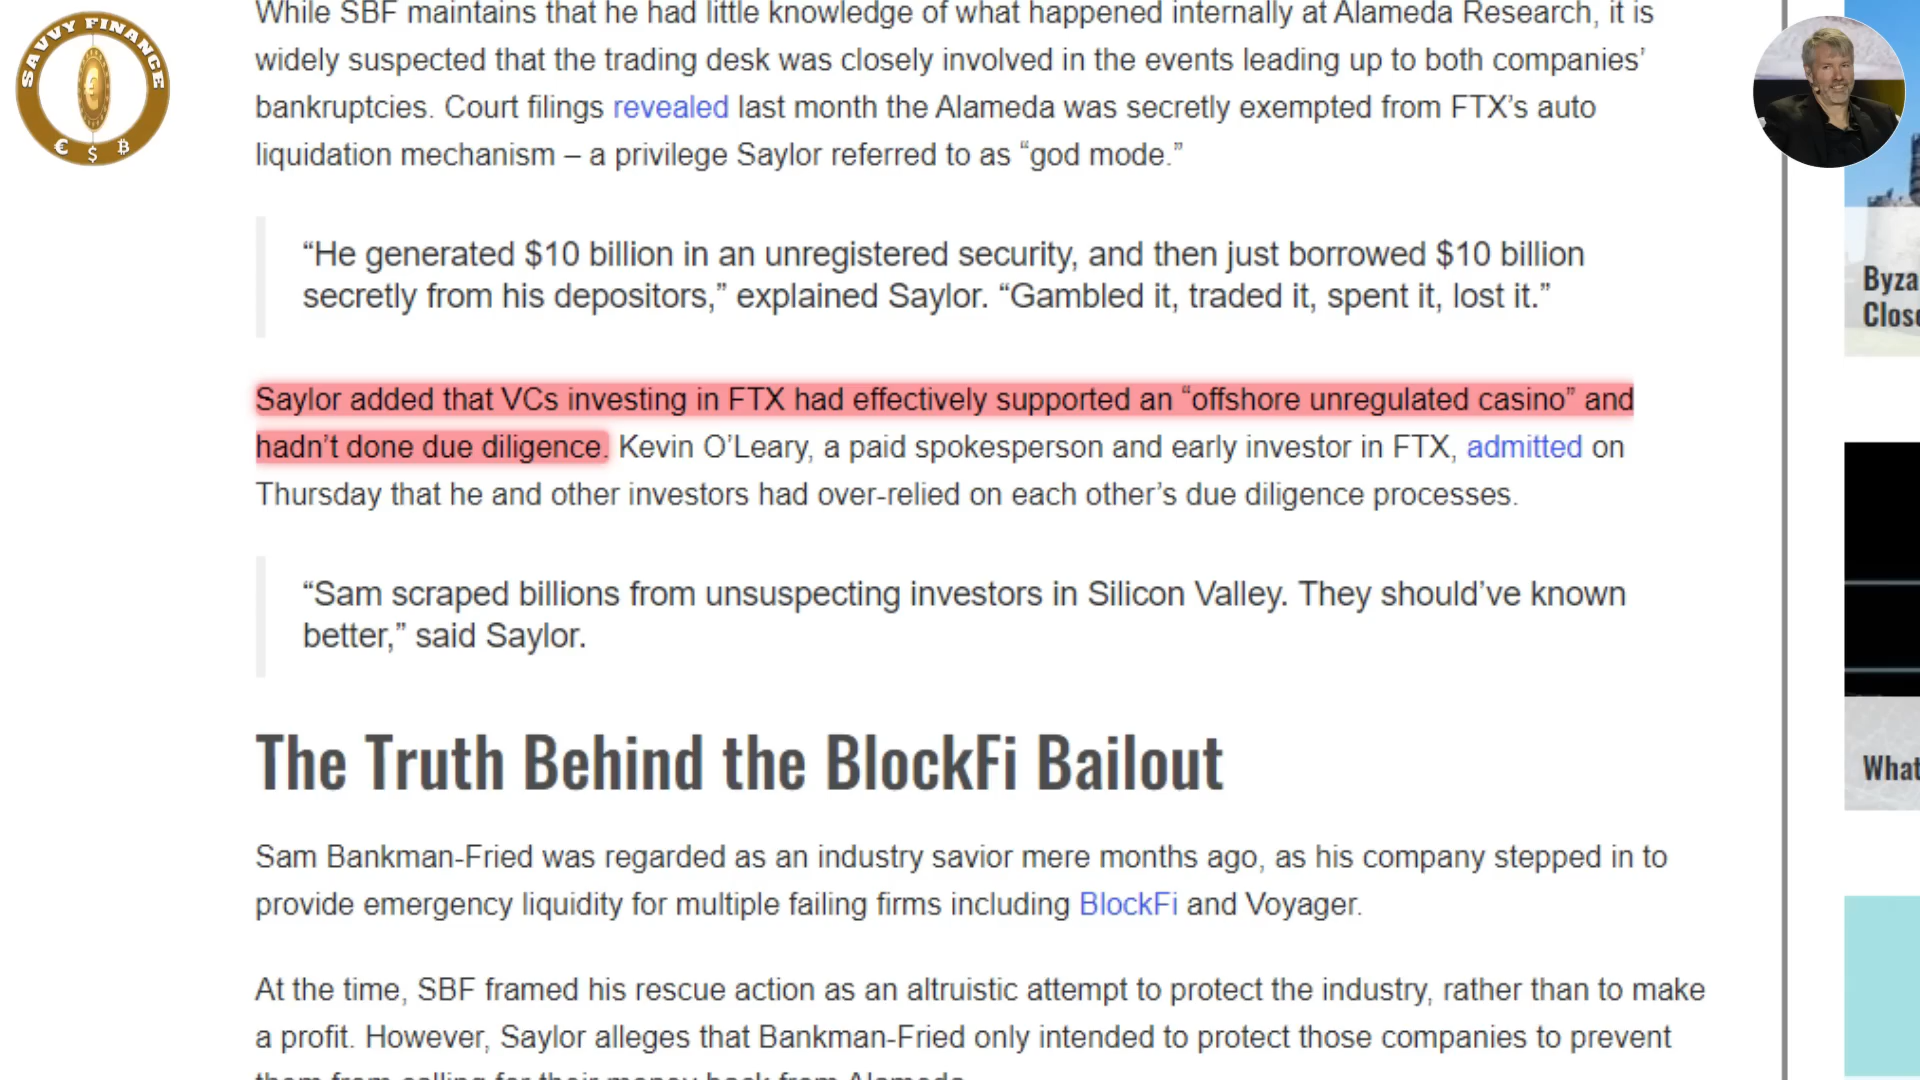 SAVVY FINANCE
€ $ ₿
While SBF maintains that he had little knowledge of what happened internally at Alameda Research, it is
widely suspected that the trading desk was closely involved in the events leading up to both companies’
bankruptcies. Court filings revealed last month the Alameda was secretly exempted from FTX’s auto
liquidation mechanism – a privilege Saylor referred to as “god mode.”
“He generated $10 billion in an unregistered security, and then just borrowed $10 billion
secretly from his depositors,” explained Saylor. “Gambled it, traded it, spent it, lost it.”
Saylor added that VCs investing in FTX had effectively supported an “offshore unregulated casino” and
hadn’t done due diligence. Kevin O’Leary, a paid spokesperson and early investor in FTX, admitted on
Thursday that he and other investors had over-relied on each other’s due diligence processes.
“Sam scraped billions from unsuspecting investors in Silicon Valley. They should’ve known
better,” said Saylor.
The Truth Behind the BlockFi Bailout
Sam Bankman-Fried was regarded as an industry savior mere months ago, as his company stepped in to
provide emergency liquidity for multiple failing firms including BlockFi and Voyager.
At the time, SBF framed his rescue action as an altruistic attempt to protect the industry, rather than to make
a profit. However, Saylor alleges that Bankman-Fried only intended to protect those companies to prevent
them from calling for their money back from Alameda.
Byza
Close
What